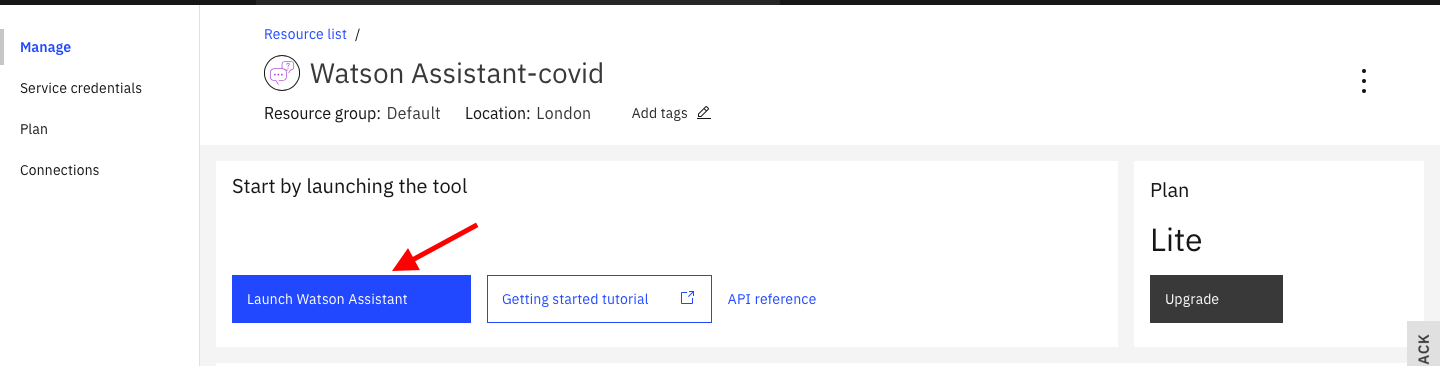 Manage
Service credentials
Plan
Connections
Resource list /
Watson Assistant-covid
Resource group: Default Location: London Add tags
Start by launching the tool
Launch Watson Assistant
Getting started tutorial
API reference
Plan
Lite
Upgrade
ACK